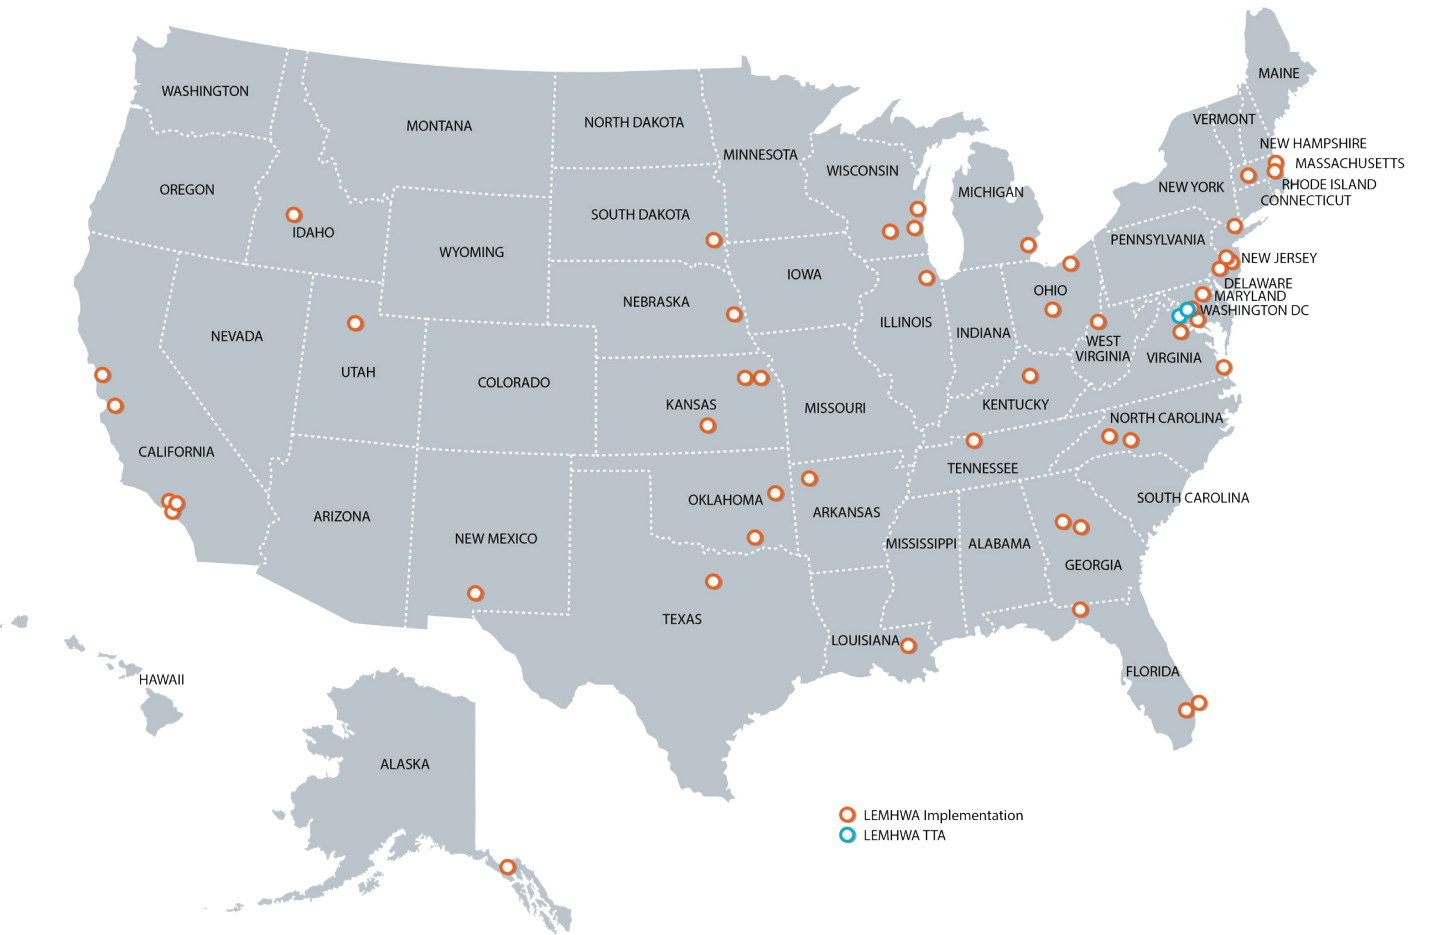 MAINE
WASHINGTON
VERMONT
MONTANA
NORTH DAKOTA
NEW HAMPSHIRE
MINNESOTA
MASSACHUSETTS
WISCONSIN
OREGON
MICHIGAN
NEW YORK
RHODE ISLAND
CONNECTICUT
SOUTH DAKOTA
IDAHO
PENNSYLVANIA
WYOMING
NEW JERSEY
IOWA
DELAWARE
OHIO
MARYLAND
NEBRASKA
WASHINGTON DC
ILLINOIS
INDIANA
NEVADA
WEST
VIRGINIA
VIRGINIA
UTAH
COLORADO
KANSAS
MISSOURI
KENTUCKY
NORTH CAROLINA
CALIFORNIA
TENNESSEE
OKLAHOMA
SOUTH CAROLINA
ARIZONA
ARKANSAS
NEW MEXICO
MISSISSIPPI
ALABAMA
GEORGIA
TEXAS
LOUISIANA
FLORIDA
HAWAII
ALASKA
LEMHWA Implementation
LEMHWA TTA